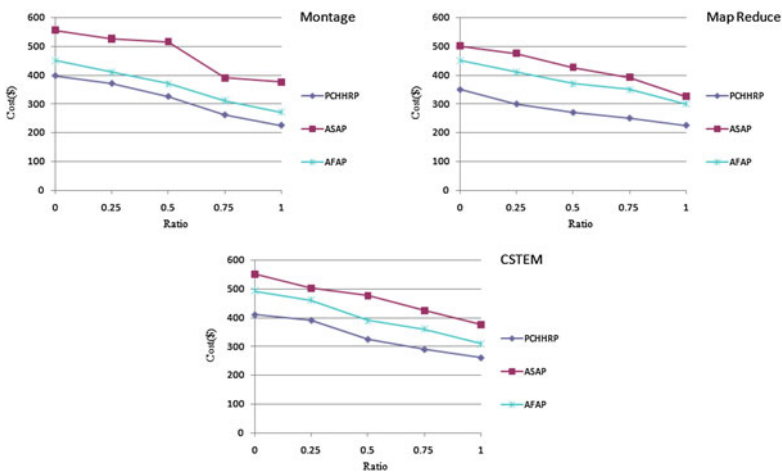 Montage
600
500
400
300
200
100
0
Cost($)
0 0.25 0.5 0.75 1
Ratio
PCHHRP
ASAP
AFAP
Map Reduce
600
500
400
300
200
100
0
Cost($)
0 0.25 0.5 0.75 1
Ratio
PCHHRP
ASAP
AFAP
CSTEM
600
500
400
300
200
100
0
Cost($)
0 0.25 0.5 0.75 1
Ratio
PCHHRP
ASAP
AFAP